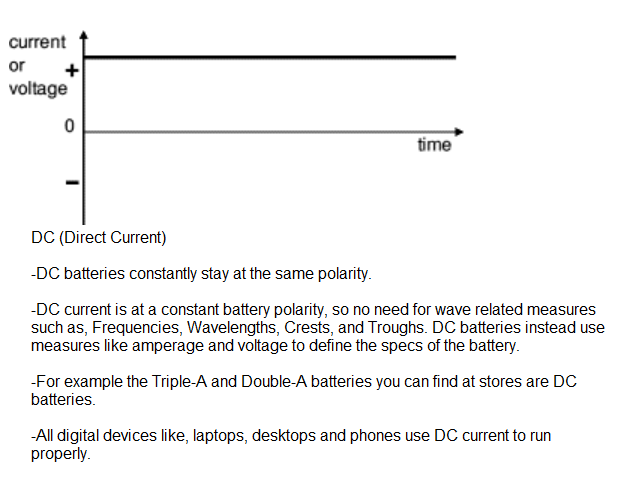 current
or +
voltage
0
time
–
DC (Direct Current)
-DC batteries constantly stay at the same polarity.
-DC current is at a constant battery polarity, so no need for wave related measures
such as, Frequencies, Wavelengths, Crests, and Troughs. DC batteries instead use
measures like amperage and voltage to define the specs of the battery.
-For example the Triple-A and Double-A batteries you can find at stores are DC
batteries.
-All digital devices like, laptops, desktops and phones use DC current to run
properly.